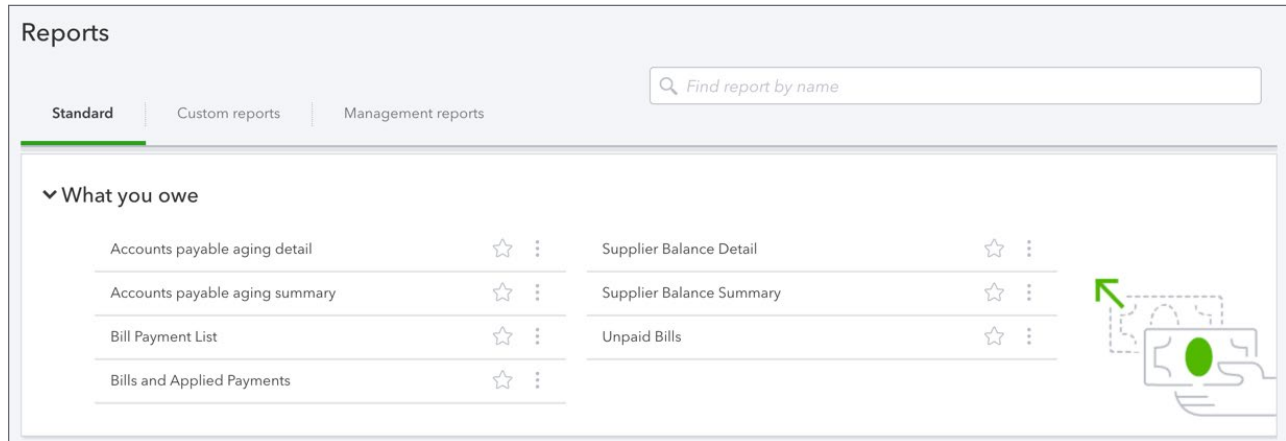 Reports
Find report by name
Standard
Custom reports
Management reports
What you owe
Accounts payable aging detail
Supplier Balance Detail
Accounts payable aging summary
Supplier Balance Summary
Bill Payment List
Unpaid Bills
Bills and Applied Payments